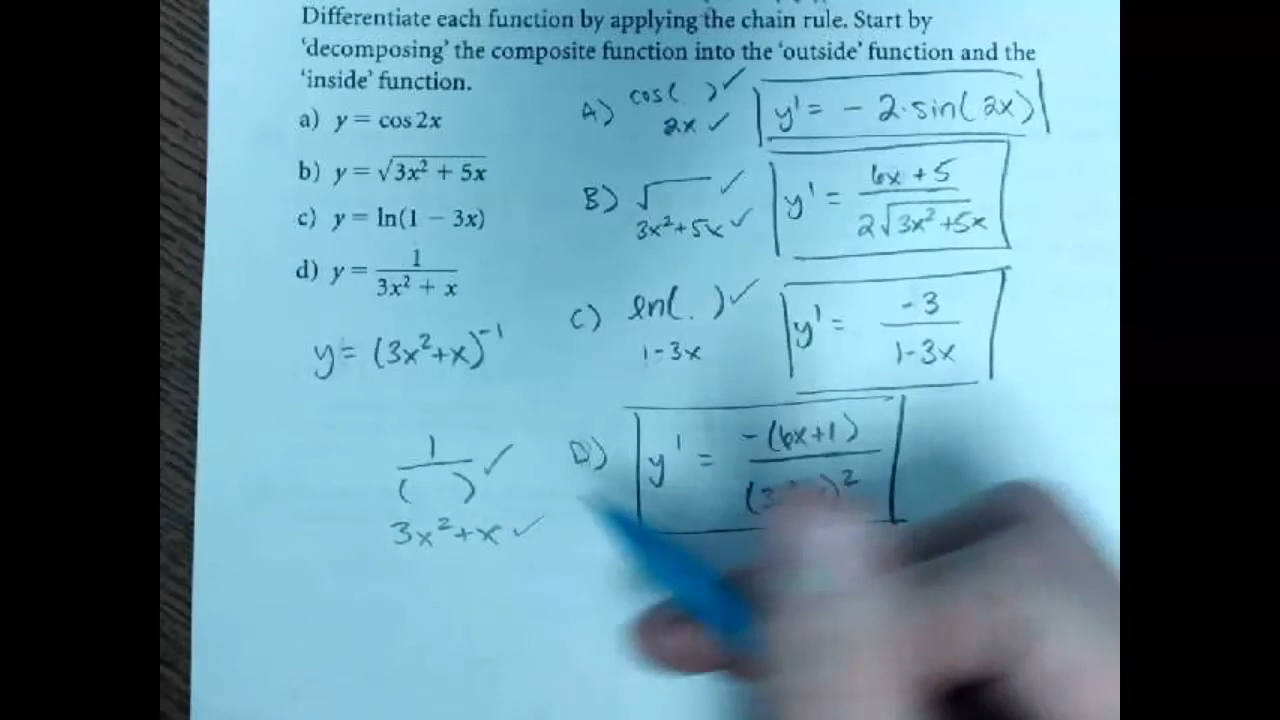 Differentiate each function by applying the chain rule. Start by
'decomposing' the composite function into the 'outside' function and the
'inside' function.
a) y = cos 2x
b) y = √(3x² + 5x)
c) y = ln(1 − 3x)
d) y = 1/(3x² + x)
y = (3x²+x)⁻¹
1/( ) ✓
3x²+x ✓
A) cos( ) ✓
2x ✓
y' = - 2·sin(2x)
B) √ ✓
3x²+5x ✓
y' = (6x+5)/(2√(3x²+5x))
C) ln( ) ✓
1-3x
y' = -3/(1-3x)
D) y' = -(6x+1)/(3 )²